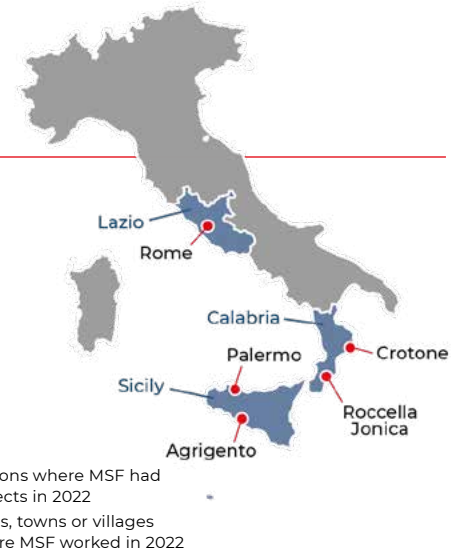 Lazio
Rome
Calabria
Crotone
Palermo
Sicily
Roccella
Jonica
Agrigento
ons where MSF had
ects in 2022
s, towns or villages
re MSF worked in 2022